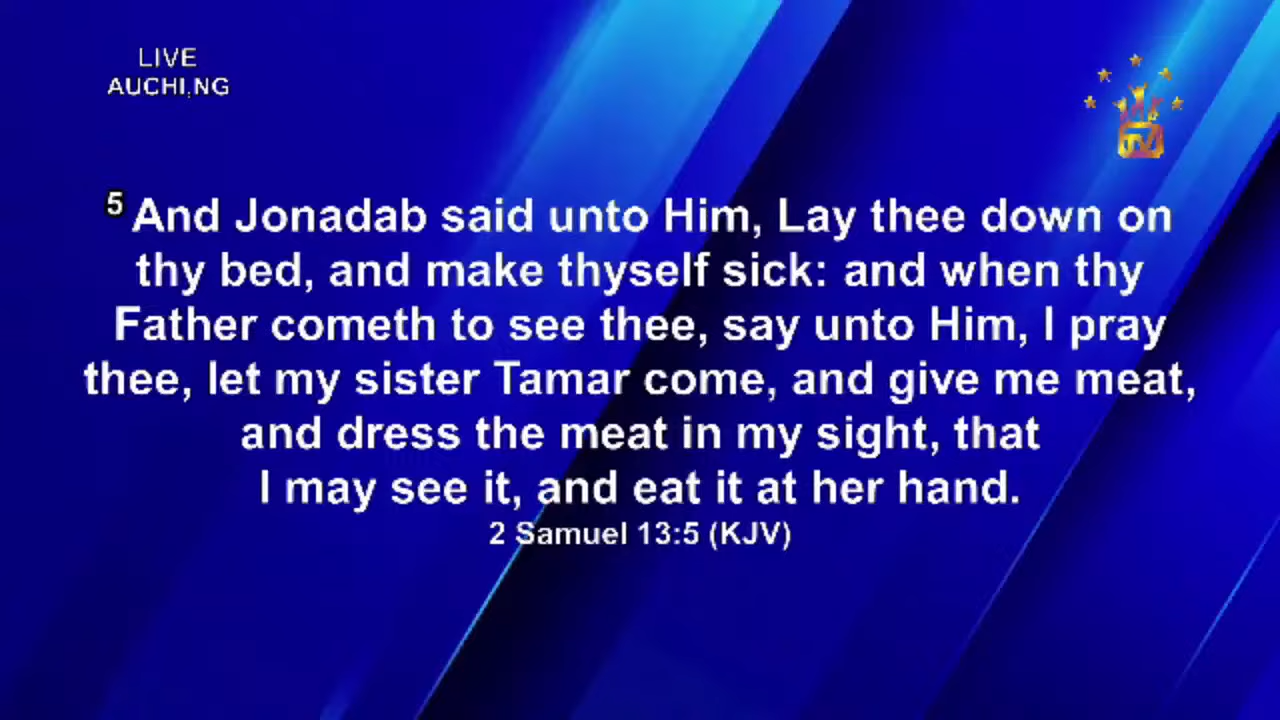 LIVE
AUCHI,NG
TV
5 And Jonadab said unto Him, Lay thee down on
thy bed, and make thyself sick: and when thy
Father cometh to see thee, say unto Him, I pray
thee, let my sister Tamar come, and give me meat,
and dress the meat in my sight, that
I may see it, and eat it at her hand.
2 Samuel 13:5 (KJV)